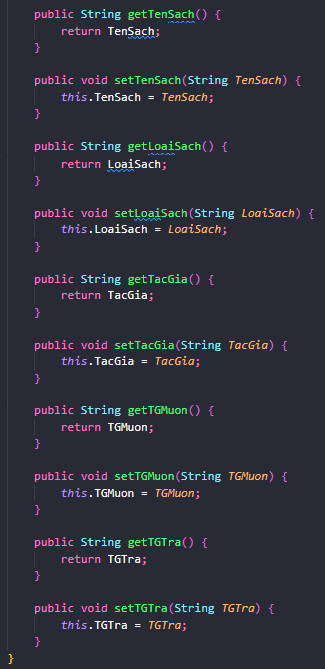 public String getTenSach() {
return TenSach;
}
public void setTenSach(String TenSach) {
this.TenSach = TenSach;
}
public String getLoaiSach() {
return LoaiSach;
}
public void setLoaiSach(String LoaiSach) {
this.LoaiSach = LoaiSach;
}
public String getTacGia() {
return TacGia;
}
public void setTacGia(String TacGia) {
this.TacGia = TacGia;
}
public String getTGMuon() {
return TGMuon;
}
public void setTGMuon(String TGMuon) {
this.TGMuon = TGMuon;
}
public String getTGTra() {
return TGTra;
}
public void setTGTra(String TGTra) {
this.TGTra = TGTra;
}
}